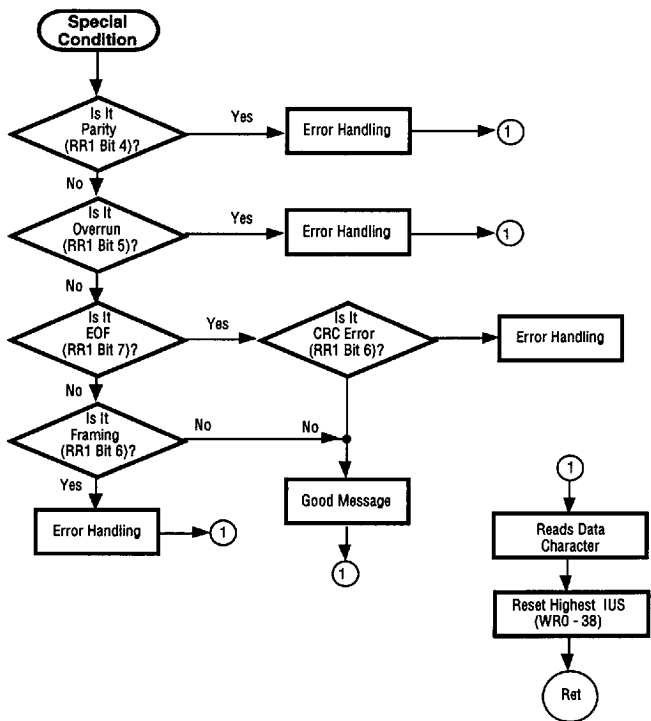 Special
Condition
Is It
Parity
(RR1 Bit 4)?
Yes
Error Handling
1
No
Is It
Overrun
(RR1 Bit 5)?
Yes
Error Handling
1
No
Is It
EOF
(RR1 Bit 7)?
Yes
Is It
CRC Error
(RR1 Bit 6)?
Error Handling
No
Is It
Framing
(RR1 Bit 6)?
No
No
Yes
Error Handling
1
Good Message
1
1
Reads Data
Character
Reset Highest IUS
(WR0 - 38)
Ret